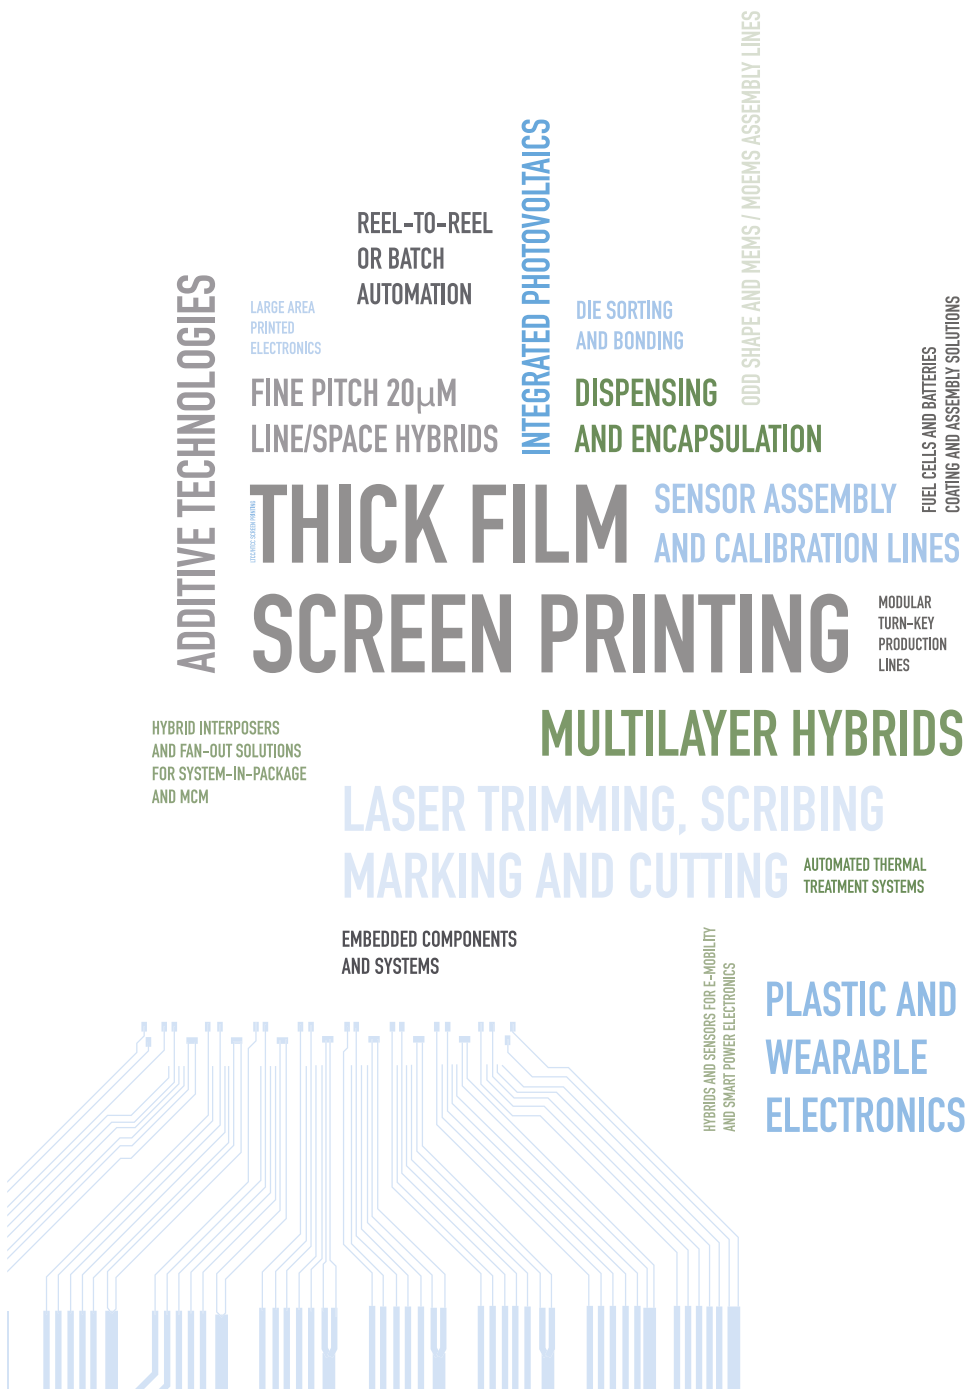 ODD SHAPE AND MEMS / MOEMS ASSEMBLY LINES
INTEGRATED PHOTOVOLTAICS
REEL-TO-REEL
OR BATCH
AUTOMATION
ADDITIVE TECHNOLOGIES
LARGE AREA
PRINTED
ELECTRONICS
DIE SORTING
AND BONDING
FUEL CELLS AND BATTERIES
COATING AND ASSEMBLY SOLUTIONS
FINE PITCH 20µM
LINE/SPACE HYBRIDS
DISPENSING
AND ENCAPSULATION
LTCC/HTCC SCREEN PRINTING
THICK FILM
SCREEN PRINTING
SENSOR ASSEMBLY
AND CALIBRATION LINES
MODULAR
TURN-KEY
PRODUCTION
LINES
HYBRID INTERPOSERS
AND FAN-OUT SOLUTIONS
FOR SYSTEM-IN-PACKAGE
AND MCM
MULTILAYER HYBRIDS
LASER TRIMMING, SCRIBING
MARKING AND CUTTING
AUTOMATED THERMAL
TREATMENT SYSTEMS
EMBEDDED COMPONENTS
AND SYSTEMS
HYBRIDS AND SENSORS FOR E-MOBILITY
AND SMART POWER ELECTRONICS
PLASTIC AND
WEARABLE
ELECTRONICS